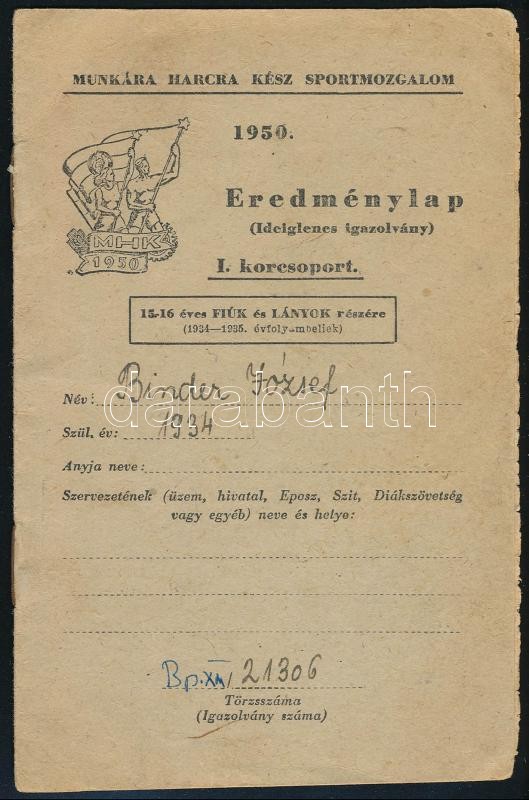 MUNKÁRA HARCRA KÉSZ SPORTMOZGALOM
1950.
MHK
1950
Eredménylap
(Ideiglenes igazolvány)
I. korcsoport.
15-16 éves FIÚK és LÁNYOK részére
(1934—1935. évfolyambeliek)
Név: Binder József
darabanth
Szül. év: 1934
Anyja neve:
Szervezetének (üzem, hivatal, Eposz, Szit, Diákszövetség
vagy egyéb) neve és helye:
Bp. 21306
Törzsszáma
(Igazolvány száma)